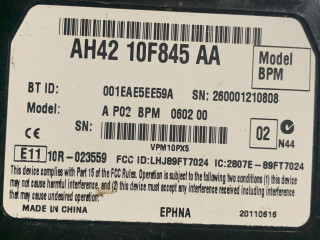 AH42 10F845 AA
Model
BPM
BT ID: 001EAE5EE59A SN: 260001210808
Model: A P02 BPM 0602 00
CE 02 N44
VPM10PX5
E11 10R-023559 FCC ID:LHJ89FT7024 IC:2807E-89FT7024
This device complies with Part 15 of the FCC Rules. Operation is subject to the following two conditions (1) this device
may not cause harmful interference, and (2) this device must accept any interference received, including interference
that may cause undesired operation.
MADE IN CHINA EPHNA 20110616